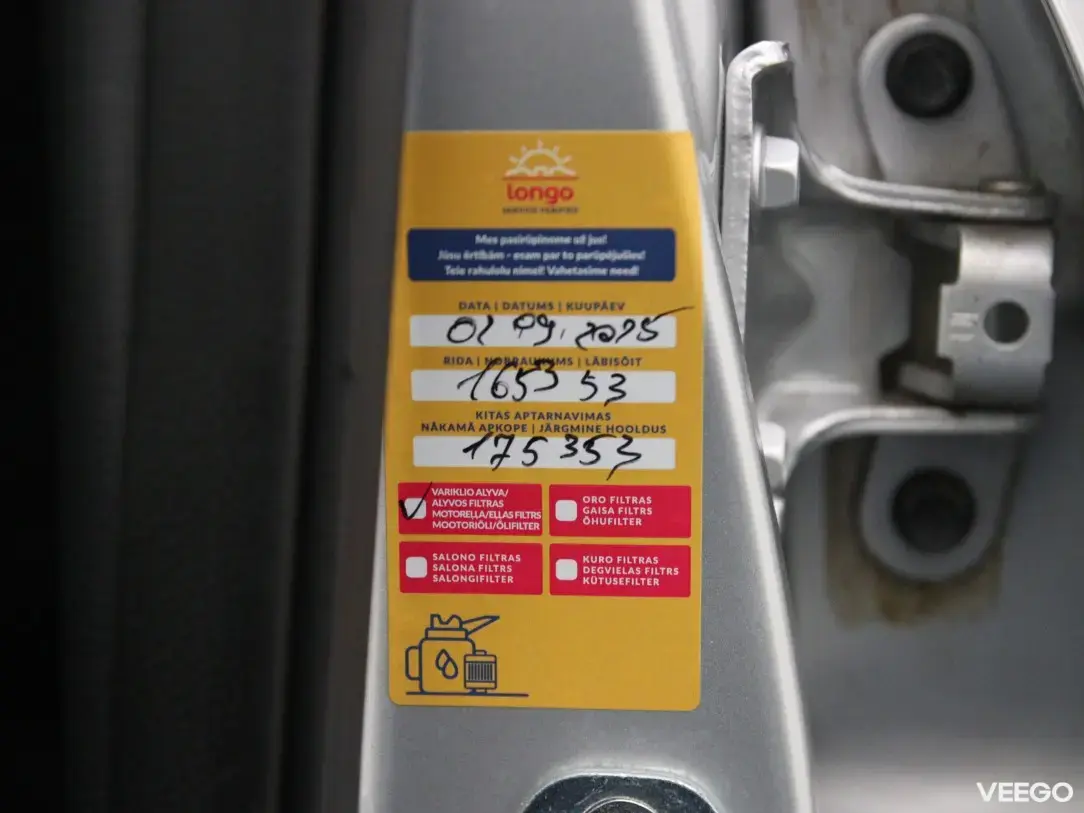 longo
Mes pasirūpinome už jus!
Jūsu ērtībām - esam par to parūpējušies!
Teie rahulolu nimel! Vahetasime need!
DATA | DATUMS | KUUPÄEV
01 09. 2025
RIDA | NOBRAUKUMS | LÄBISÕIT
165353
KITAS APTARNAVIMAS
NĀKAMĀ APKOPE | JÄRGMINE HOOLDUS
175353
VARIKLIO ALYVA/
ALYVOS FILTRAS
MOTOREĻĻA/EĻĻAS FILTRS
MOOTORIÕLI/ÕLIFILTER
ORO FILTRAS
GAISA FILTRS
ÕHUFILTER
SALONO FILTRAS
SALONA FILTRS
SALONGIFILTER
KURO FILTRAS
DEGVIELAS FILTRS
KÜTUSEFILTER
VEEGO